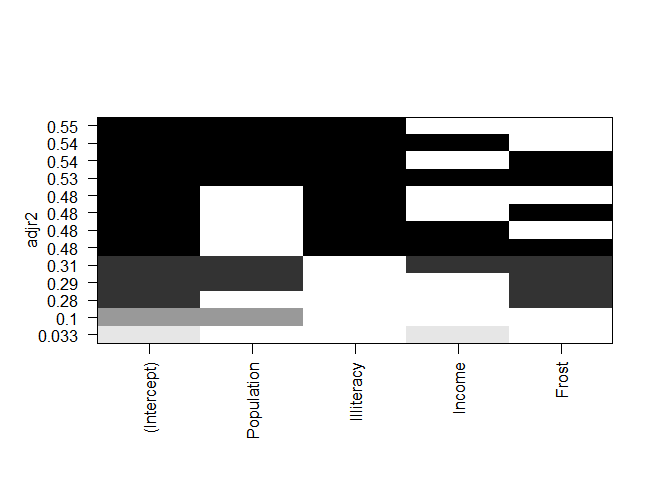 adjr2
0.55
0.54
0.54
0.53
0.48
0.48
0.48
0.48
0.31
0.29
0.28
0.1
0.033
(Intercept)
Population
Illiteracy
Income
Frost